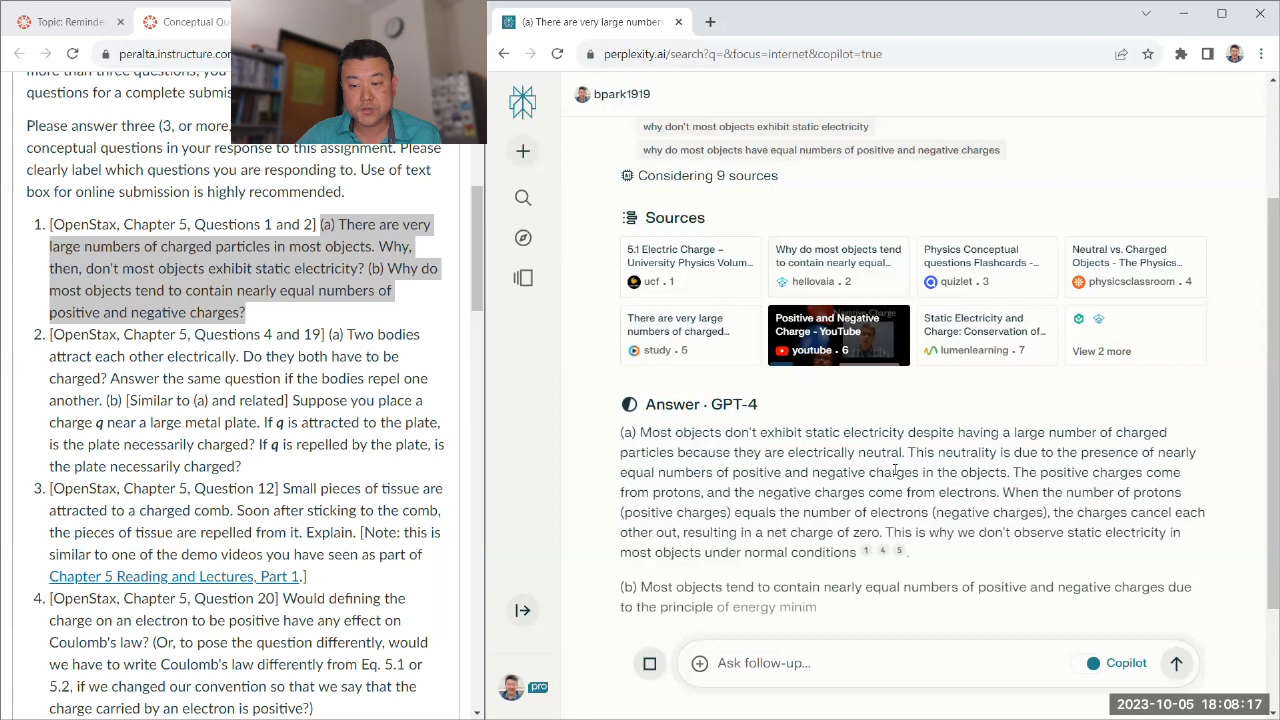 Topic: Reminde
Conceptual Qu
peralta.instructure.con
more than three questions, you
questions for a complete submis
Please answer three (3, or more,
conceptual questions in your response to this assignment. Please
clearly label which questions you are responding to. Use of text
box for online submission is highly recommended.
1. [OpenStax, Chapter 5, Questions 1 and 2] (a) There are very
large numbers of charged particles in most objects. Why,
then, don't most objects exhibit static electricity? (b) Why do
most objects tend to contain nearly equal numbers of
positive and negative charges?
2. [OpenStax, Chapter 5, Questions 4 and 19] (a) Two bodies
attract each other electrically. Do they both have to be
charged? Answer the same question if the bodies repel one
another. (b) [Similar to (a) and related] Suppose you place a
charge q near a large metal plate. If q is attracted to the plate,
is the plate necessarily charged? If q is repelled by the plate, is
the plate necessarily charged?
3. [OpenStax, Chapter 5, Question 12] Small pieces of tissue are
attracted to a charged comb. Soon after sticking to the comb,
the pieces of tissue are repelled from it. Explain. [Note: this is
similar to one of the demo videos you have seen as part of
Chapter 5 Reading and Lectures, Part 1.]
4. [OpenStax, Chapter 5, Question 20] Would defining the
charge on an electron to be positive have any effect on
Coulomb's law? (Or, to pose the question differently, would
we have to write Coulomb's law differently from Eq. 5.1 or
5.2, if we changed our convention so that we say that the
charge carried by an electron is positive?)
(a) There are very large numbers
perplexity.ai/search?q=&focus=internet&copilot=true
bpark1919
why don't most objects exhibit static electricity
why do most objects have equal numbers of positive and negative charges
Considering 9 sources
Sources
5.1 Electric Charge –
University Physics Volum...
ucf · 1
Why do most objects tend
to contain nearly equal...
hellovaia · 2
Physics Conceptual
questions Flashcards -...
quizlet · 3
Neutral vs. Charged
Objects - The Physics...
physicsclassroom · 4
There are very large
numbers of charged...
study · 5
Positive and Negative
Charge - YouTube
youtube · 6
Static Electricity and
Charge: Conservation of...
lumenlearning · 7
View 2 more
Answer · GPT-4
(a) Most objects don't exhibit static electricity despite having a large number of charged
particles because they are electrically neutral. This neutrality is due to the presence of nearly
equal numbers of positive and negative charges in the objects. The positive charges come
from protons, and the negative charges come from electrons. When the number of protons
(positive charges) equals the number of electrons (negative charges), the charges cancel each
other out, resulting in a net charge of zero. This is why we don't observe static electricity in
most objects under normal conditions 1 4 5 .
(b) Most objects tend to contain nearly equal numbers of positive and negative charges due
to the principle of energy minim
Ask follow-up...
Copilot
pro
2023-10-05 18:08:17